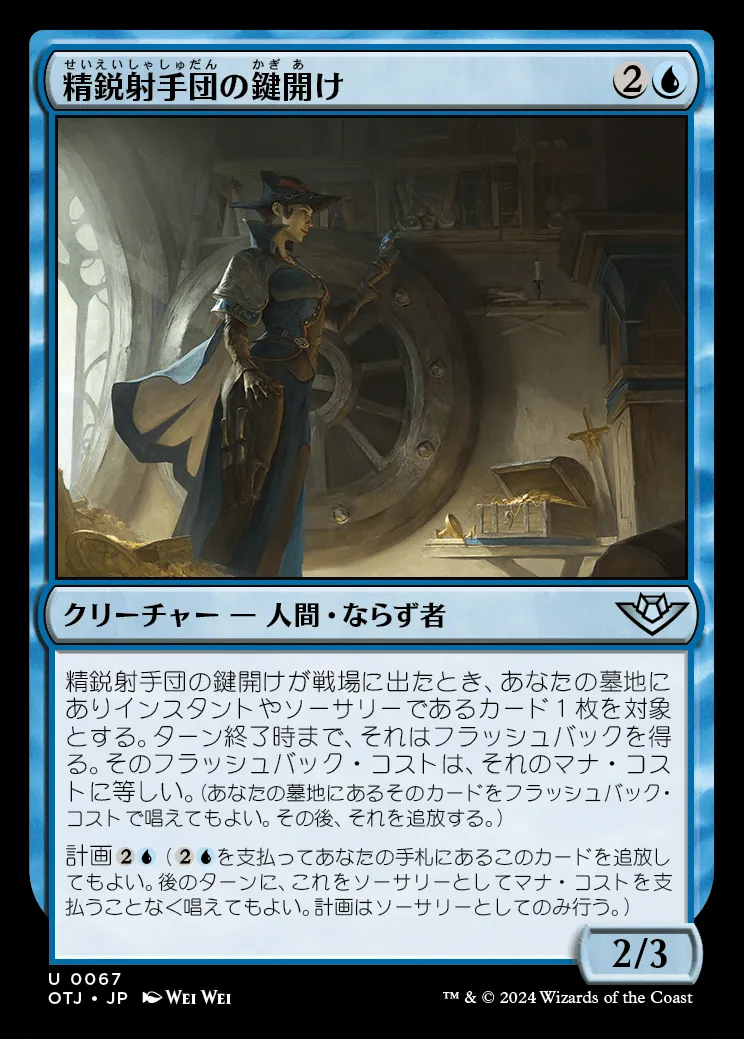 せいえいしゃしゅだん かぎ あ
精鋭射手団の鍵開け 2
クリーチャー — 人間・ならず者
精鋭射手団の鍵開けが戦場に出たとき、あなたの墓地に
ありインスタントやソーサリーであるカード1枚を対象
とする。ターン終了時まで、それはフラッシュバックを得
る。そのフラッシュバック・コストは、それのマナ・コス
トに等しい。(あなたの墓地にあるそのカードをフラッシュバック・
コストで唱えてもよい。その後、それを追放する。)
計画2(2を支払ってあなたの手札にあるこのカードを追放し
てもよい。後のターンに、これをソーサリーとしてマナ・コストを支
払うことなく唱えてもよい。計画はソーサリーとしてのみ行う。)
2/3
U 0067
OTJ • JP Wei Wei
™ & © 2024 Wizards of the Coast